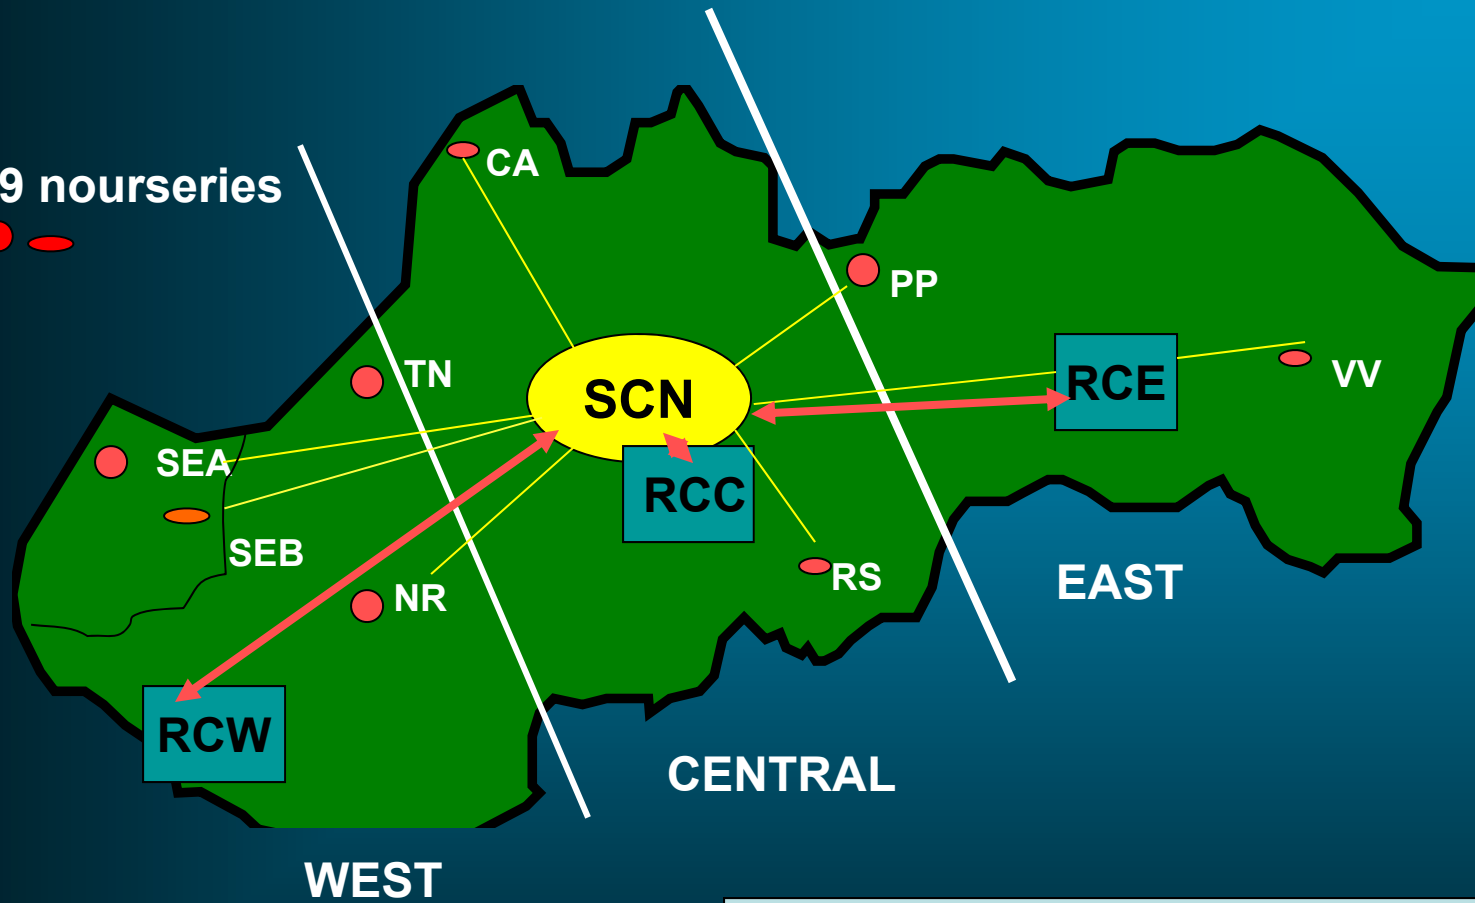 9 nourseries
CA
PP
TN
SCN
RCE
VV
SEA
RCC
SEB
RS
EAST
NR
RCW
CENTRAL
WEST